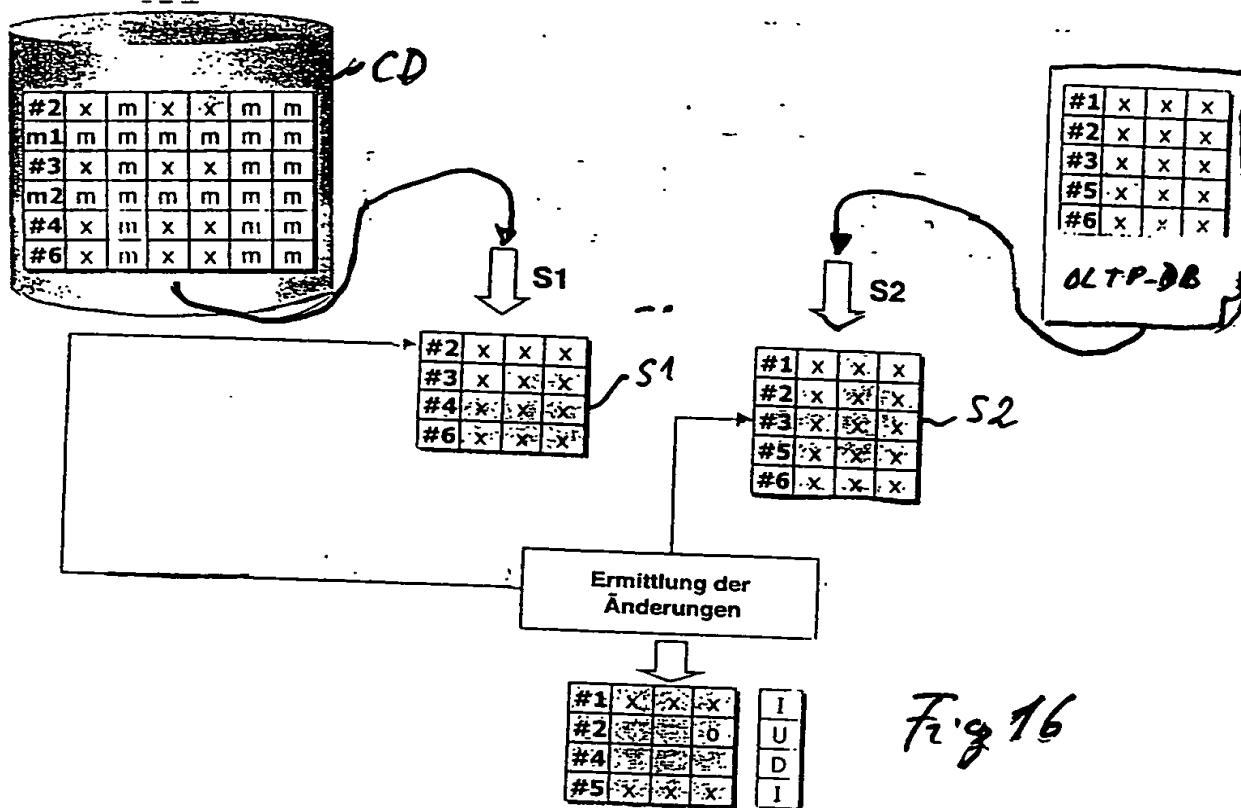 CD
#2 x m x x m m
m1 m m m m m m
#3 x m x x m m
m2 m m m m m m
#4 x m x x m m
#6 x m x x m m
#1 x x x
#2 x x x
#3 x x x
#5 x x x
#6 x x x
OLTP-DB
S1
S2
#2 x x x
#3 x x x
#4 x x x
#6 x x x
S1
#1 x x x
#2 x x x
#3 x x x
#5 x x x
#6 x x x
S2
Ermittlung der
Änderungen
#1 x x x I
#2 o U
#4 D
#5 x x x I
Fig 16